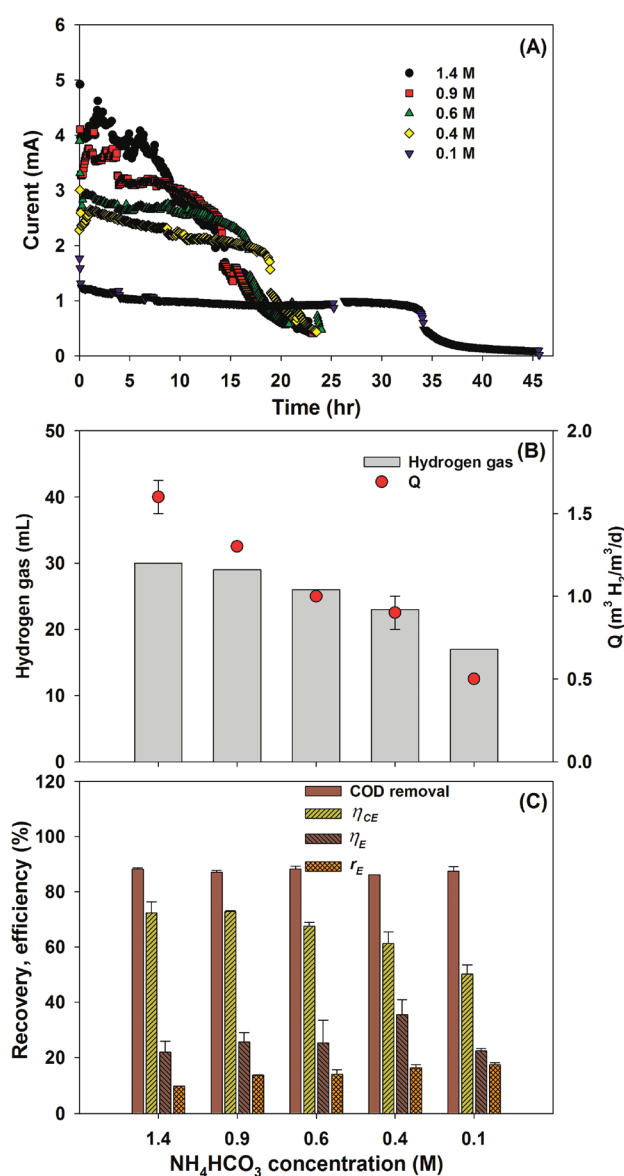 (A)
6
5
4
3
2
1
0
Curent (mA)
1.4 M
0.9 M
0.6 M
0.4 M
0.1 M
0 5 10 15 20 25 30 35 40 45
Time (hr)
(B)
50
40
30
20
10
0
Hydrogen gas (mL)
Hydrogen gas
Q
2.0
1.5
1.0
0.5
0.0
Q (m³ H₂/m³/d)
(C)
120
100
80
60
40
20
0
Recovery, efficiency (%)
COD removal
ηCE
ηE
rE
1.4 0.9 0.6 0.4 0.1
NH₄HCO₃ concentration (M)